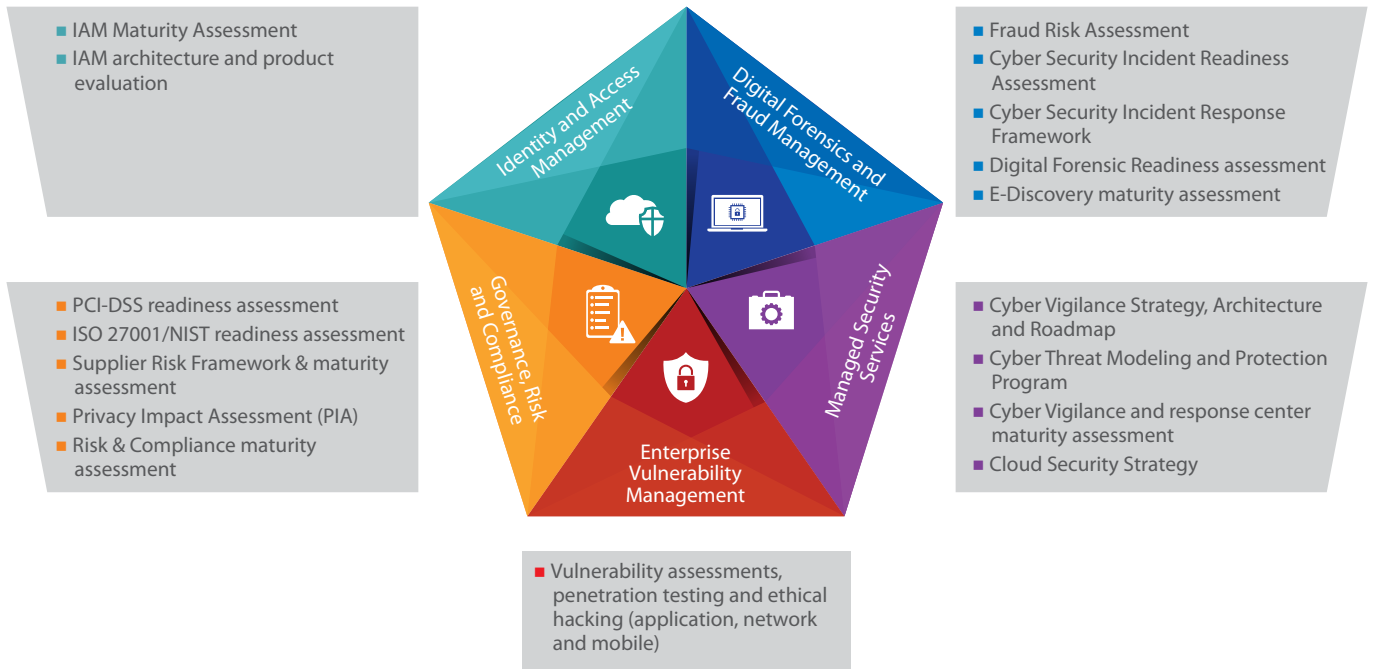 IAM Maturity Assessment
IAM architecture and product
evaluation
Identity and Access
Management
Digital Forensics and
Fraud Management
Fraud Risk Assessment
Cyber Security Incident Readiness
Assessment
Cyber Security Incident Response
Framework
Digital Forensic Readiness assessment
E-Discovery maturity assessment
PCI-DSS readiness assessment
ISO 27001/NIST readiness assessment
Supplier Risk Framework & maturity
assessment
Privacy Impact Assessment (PIA)
Risk & Compliance maturity
assessment
Governance, Risk
and Compliance
Managed Security
Services
Cyber Vigilance Strategy, Architecture
and Roadmap
Cyber Threat Modeling and Protection
Program
Cyber Vigilance and response center
maturity assessment
Cloud Security Strategy
Enterprise
Vulnerability
Management
Vulnerability assessments,
penetration testing and ethical
hacking (application, network
and mobile)